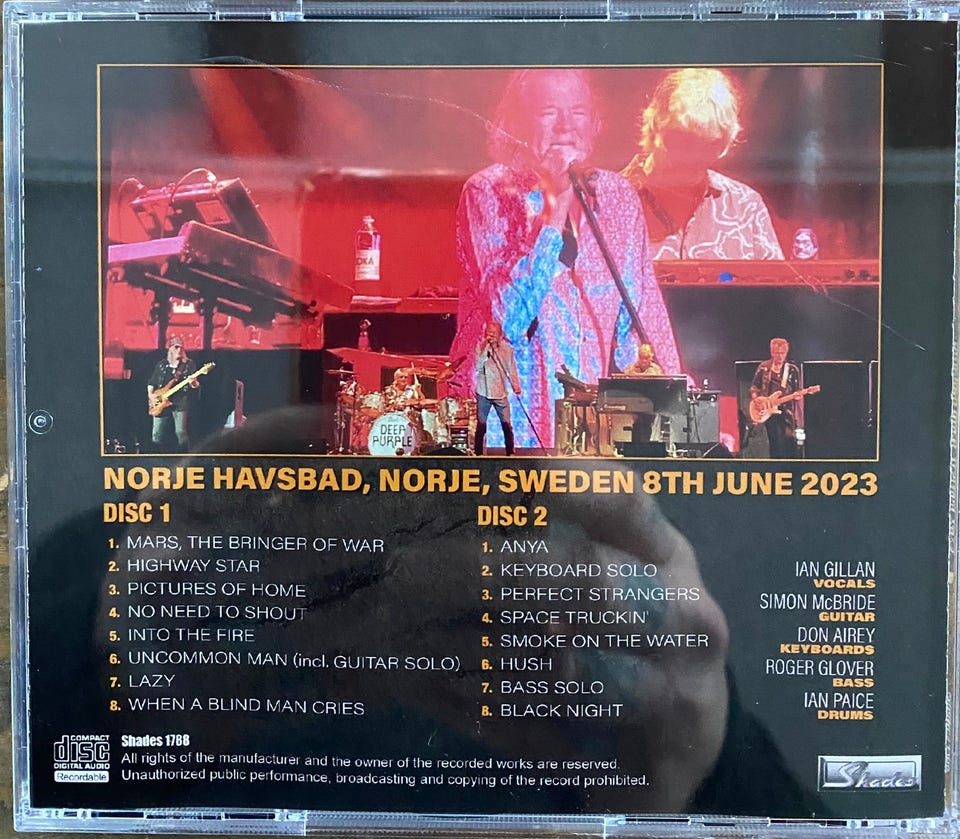 OKA
DEEP
PURPLE
NORJE HAVSBAD, NORJE, SWEDEN 8TH JUNE 2023
DISC 1
1. MARS, THE BRINGER OF WAR
2. HIGHWAY STAR
3. PICTURES OF HOME
4. NO NEED TO SHOUT
5. INTO THE FIRE
6. UNCOMMON MAN (incl. GUITAR SOLO)
7. LAZY
8. WHEN A BLIND MAN CRIES
DISC 2
1. ANYA
2. KEYBOARD SOLO
3. PERFECT STRANGERS
4. SPACE TRUCKIN'
5. SMOKE ON THE WATER
6. HUSH
7. BASS SOLO
8. BLACK NIGHT
IAN GILLAN
VOCALS
SIMON McBRIDE
GUITAR
DON AIREY
KEYBOARDS
ROGER GLOVER
BASS
IAN PAICE
DRUMS
COMPACT
disc
DIGITAL AUDIO
Recordable
Shades 1788
All rights of the manufacturer and the owner of the recorded works are reserved.
Unauthorized public performance, broadcasting and copying of the record prohibited.
Shades